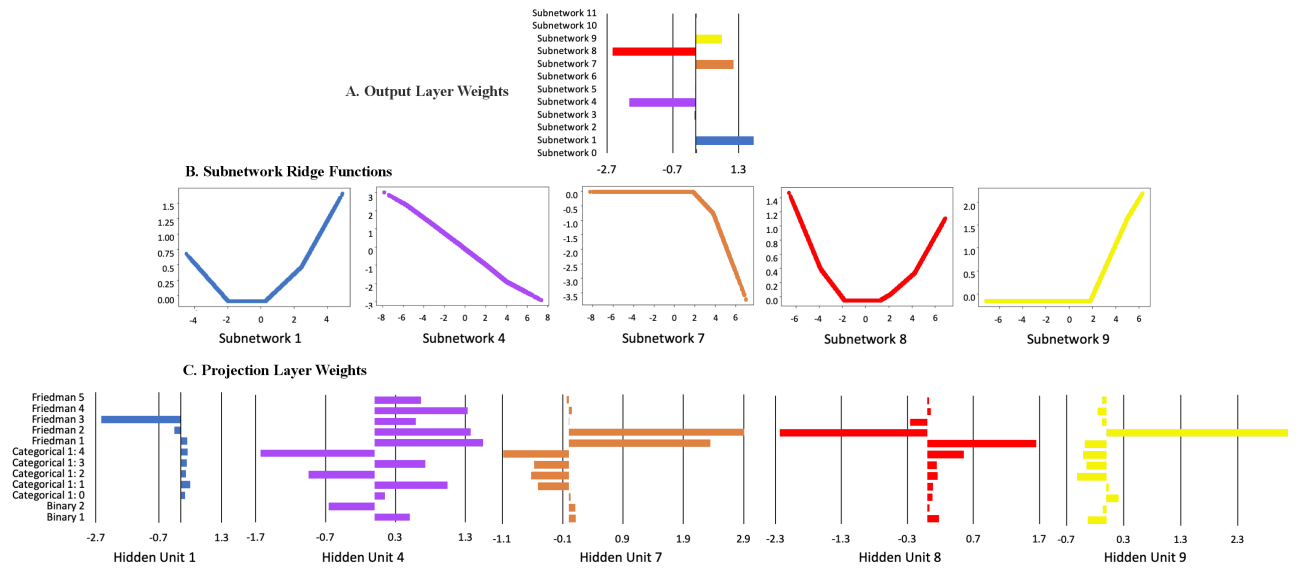 Subnetwork 11
Subnetwork 10
Subnetwork 9
Subnetwork 8
Subnetwork 7
Subnetwork 6
Subnetwork 5
Subnetwork 4
Subnetwork 3
Subnetwork 2
Subnetwork 1
Subnetwork 0
-2.7 -0.7 1.3
A. Output Layer Weights
B. Subnetwork Ridge Functions
1.5
1.25
1.0
0.75
0.5
0.25
0.00
-4 -2 0 2 4
Subnetwork 1
3
2
1
0
-1
-2
-3
-8 -6 -4 -2 0 2 4 6 8
Subnetwork 4
0.0
-0.5
-1.0
-1.5
-2.0
-2.5
-3.0
-3.5
-8 -6 -4 -2 0 2 4 6
Subnetwork 7
1.4
1.2
1.0
0.8
0.6
0.4
0.2
0.0
-6 -4 -2 0 2 4 6
Subnetwork 8
2.0
1.5
1.0
0.5
0.0
-6 -4 -2 0 2 4 6
Subnetwork 9
C. Projection Layer Weights
Friedman 5
Friedman 4
Friedman 3
Friedman 2
Friedman 1
Categorical 1: 4
Categorical 1: 3
Categorical 1: 2
Categorical 1: 1
Categorical 1: 0
Binary 2
Binary 1
-2.7 -0.7 1.3
Hidden Unit 1
-1.7 -0.7 0.3 1.3
Hidden Unit 4
-1.1 -0.1 0.9 1.9 2.9
Hidden Unit 7
-2.3 -1.3 -0.3 0.7 1.7
Hidden Unit 8
-0.7 0.3 1.3 2.3
Hidden Unit 9